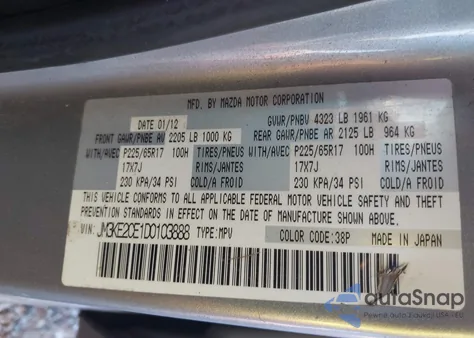 MFD. BY MAZDA MOTOR CORPORATION
DATE 01/12 GVWR/PNBV 4323 LB 1961 KG
FRONT GAWR/PNBE AV 2205 LB 1000 KG REAR GAWR/PNBE AR 2125 LB 964 KG
WITH/AVEC P225/65R17 100H TIRES/PNEUS WITH/AVEC P225/65R17 100H TIRES/PNEUS
17X7J RIMS/JANTES 17X7J RIMS/JANTES
230 KPA/34 PSI COLD/A FROID 230 KPA/34 PSI COLD/A FROID
THIS VEHICLE CONFORMS TO ALL APPLICABLE FEDERAL MOTOR VEHICLE SAFETY AND THEFT
PREVENTION STANDARDS IN EFFECT ON THE DATE OF MANUFACTURE SHOWN ABOVE.
VIN: JM3KE2CE1D0103888 TYPE: MPV COLOR CODE: 38P MADE IN JAPAN
autoSnap